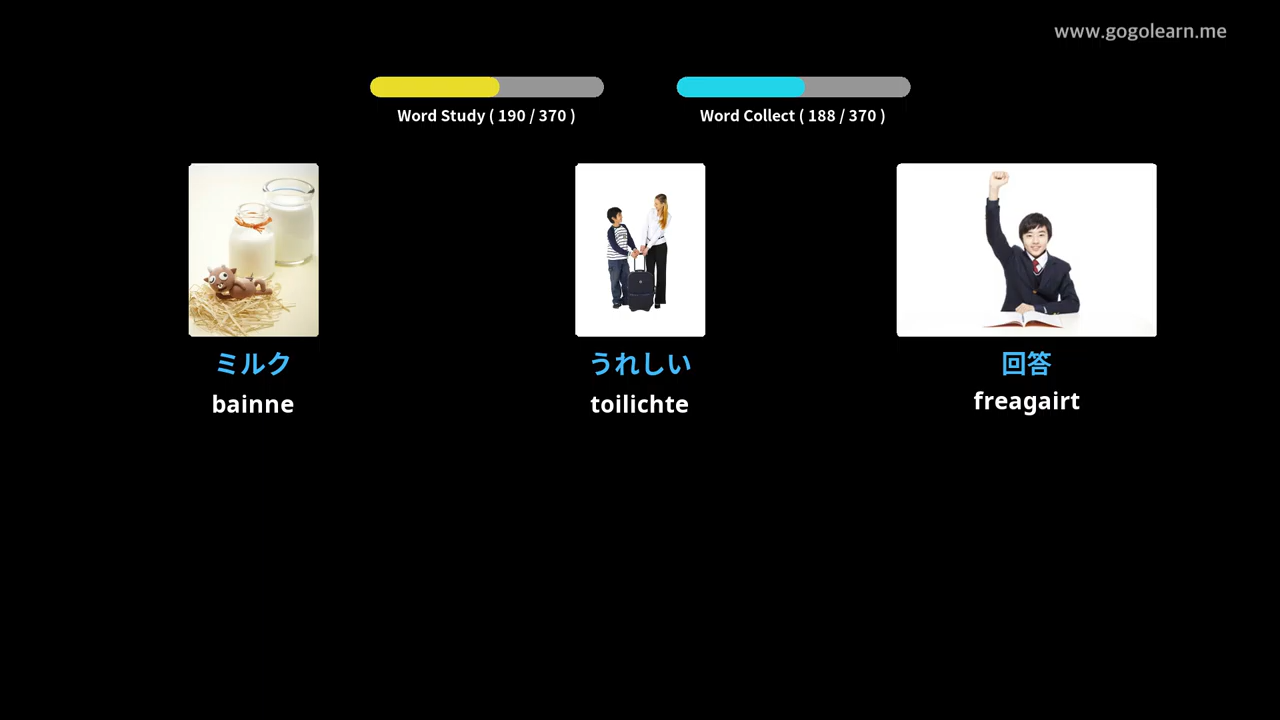 www.gogolearn.me
Word Study ( 190 / 370 )
Word Collect ( 188 / 370 )
ミルク
bainne
うれしい
toilichte
回答
freagairt